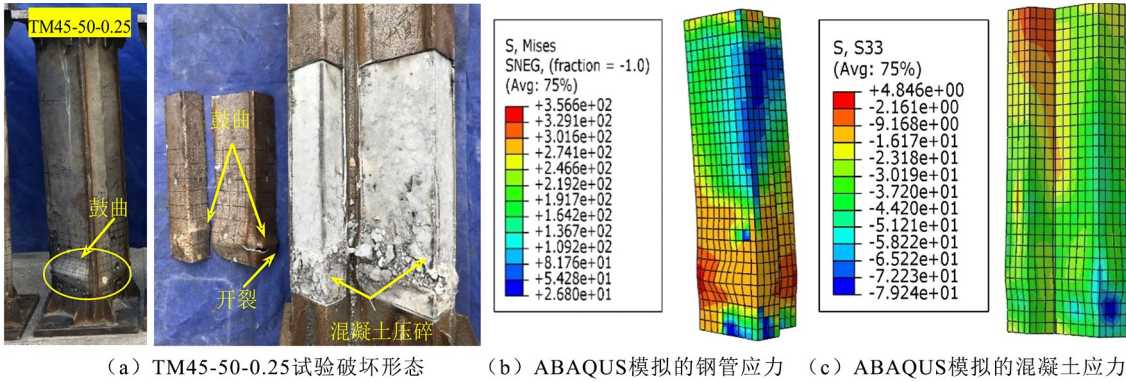 TM45-50-0.25
鼓曲
鼓曲
开裂
混凝土压碎
S, Mises
SNEG, (fraction = -1.0)
(Avg: 75%)
+3.566e+02
+3.291e+02
+3.016e+02
+2.741e+02
+2.466e+02
+2.192e+02
+1.917e+02
+1.642e+02
+1.367e+02
+1.092e+02
+8.176e+01
+5.428e+01
+2.680e+01
S, S33
(Avg: 75%)
+4.846e+00
-2.161e+00
-9.168e+00
-1.617e+01
-2.318e+01
-3.019e+01
-3.720e+01
-4.420e+01
-5.121e+01
-5.822e+01
-6.522e+01
-7.223e+01
-7.924e+01
（a）TM45-50-0.25试验破坏形态
（b）ABAQUS模拟的钢管应力
（c）ABAQUS模拟的混凝土应力